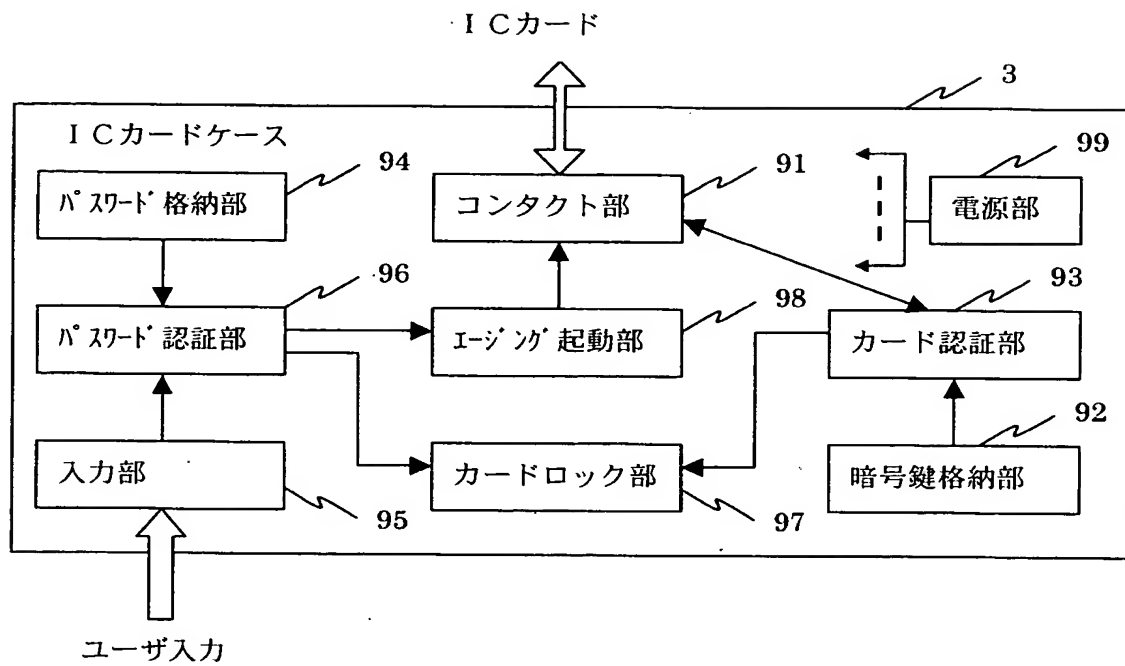 ＩＣカード
3
ＩＣカードケース
94
91
99
ﾊﾟｽﾜｰﾄﾞ格納部
コンタクト部
電源部
96
98
93
ﾊﾟｽﾜｰﾄﾞ認証部
ｴｰｼﾞﾝｸﾞ起動部
カード認証部
92
入力部
カードロック部
暗号鍵格納部
95
97
ユーザ入力